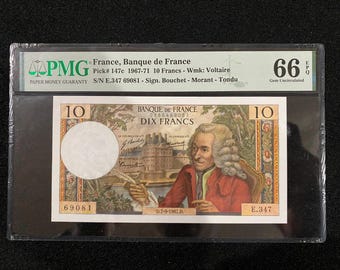 PMG
PAPER MONEY GUARANTY
France, Banque de France
Pick# 147c 1967-71 10 Francs - Wmk: Voltaire
S/N E.347 69081 - Sign. Bouchet - Morant - Tondu
66 EPQ
Gem Uncirculated
10 BANQUE DE FRANCE 10
DIX FRANCS
69081
E.347